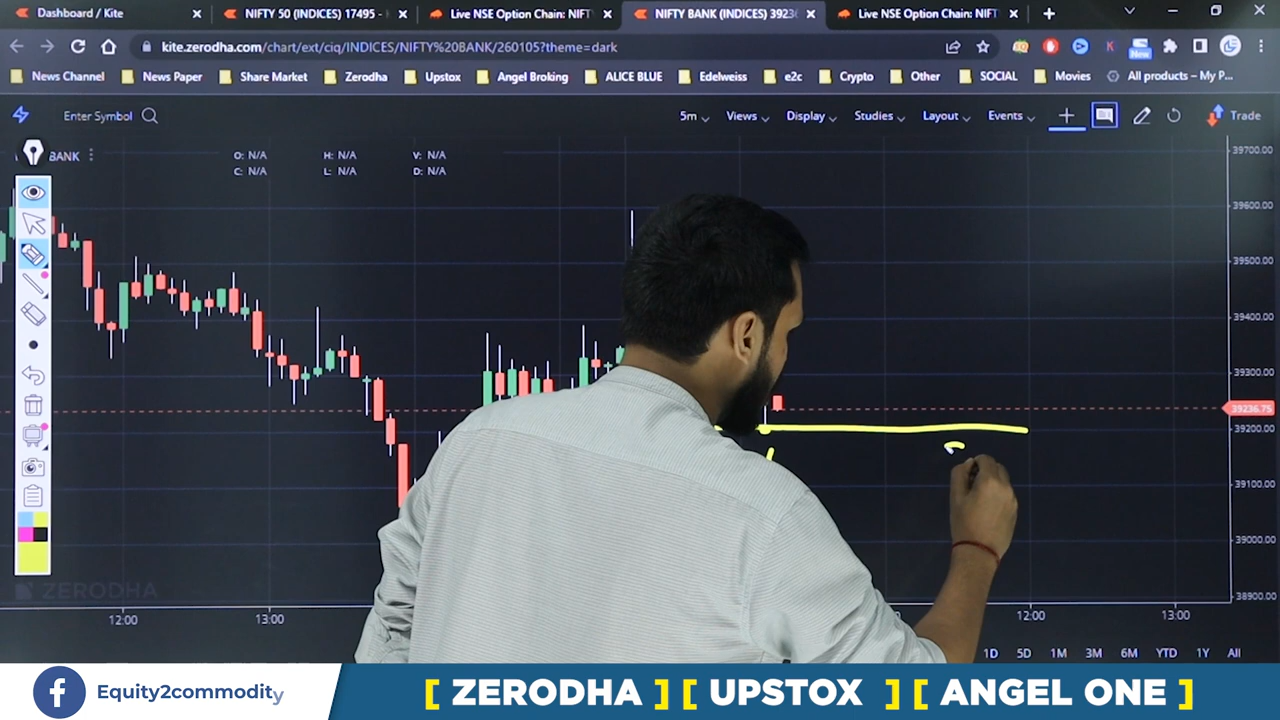 Dashboard / Kite
NIFTY 50 (INDICES) 17495 -
Live NSE Option Chain: NIFT
NIFTY BANK (INDICES) 3923
Live NSE Option Chain: NIFT
kite.zerodha.com/chart/ext/ciq/INDICES/NIFTY%20BANK/260105?theme=dark
New
News Channel
News Paper
Share Market
Zerodha
Upstox
Angel Broking
ALICE BLUE
Edelweiss
e2c
Crypto
Other
SOCIAL
Movies
All products – My P...
Enter Symbol
5m
Views
Display
Studies
Layout
Events
Trade
BANK
O: N/A H: N/A V: N/A
C: N/A L: N/A D: N/A
39700.00
39600.00
39500.00
39400.00
39300.00
39236.75
39200.00
39100.00
39000.00
38900.00
ZERODHA
12:00 13:00 12:00 13:00
1D 5D 1M 3M 6M YTD 1Y All
f Equity2commodity
[ ZERODHA ] [ UPSTOX ] [ ANGEL ONE ]